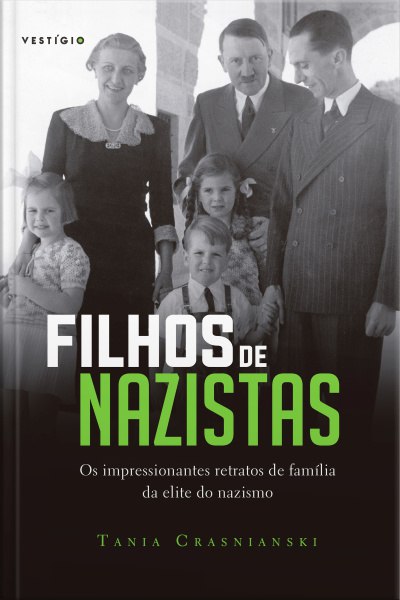 VESTÍGIO
FILHOS DE
NAZISTAS
Os impressionantes retratos de família
da elite do nazismo
TANIA CRASNIANSKI